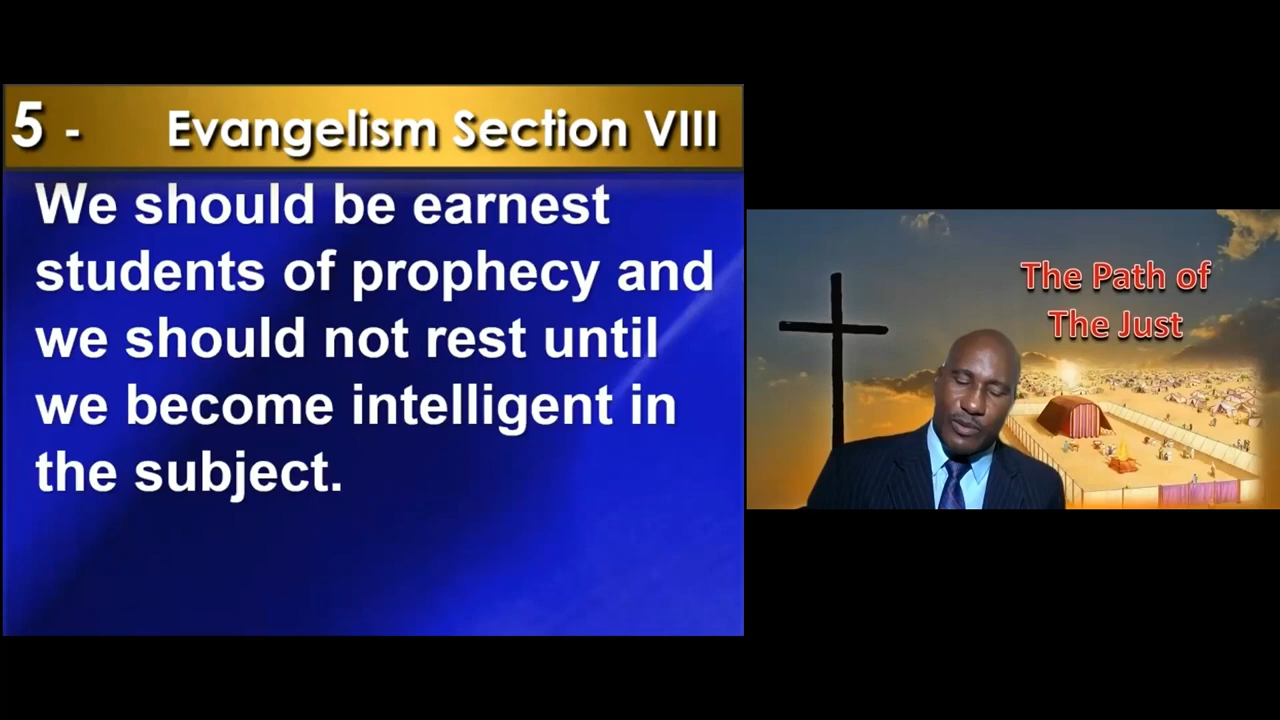 5 - Evangelism Section VIII
We should be earnest
students of prophecy and
we should not rest until
we become intelligent in
the subject.
The Path of
The Just